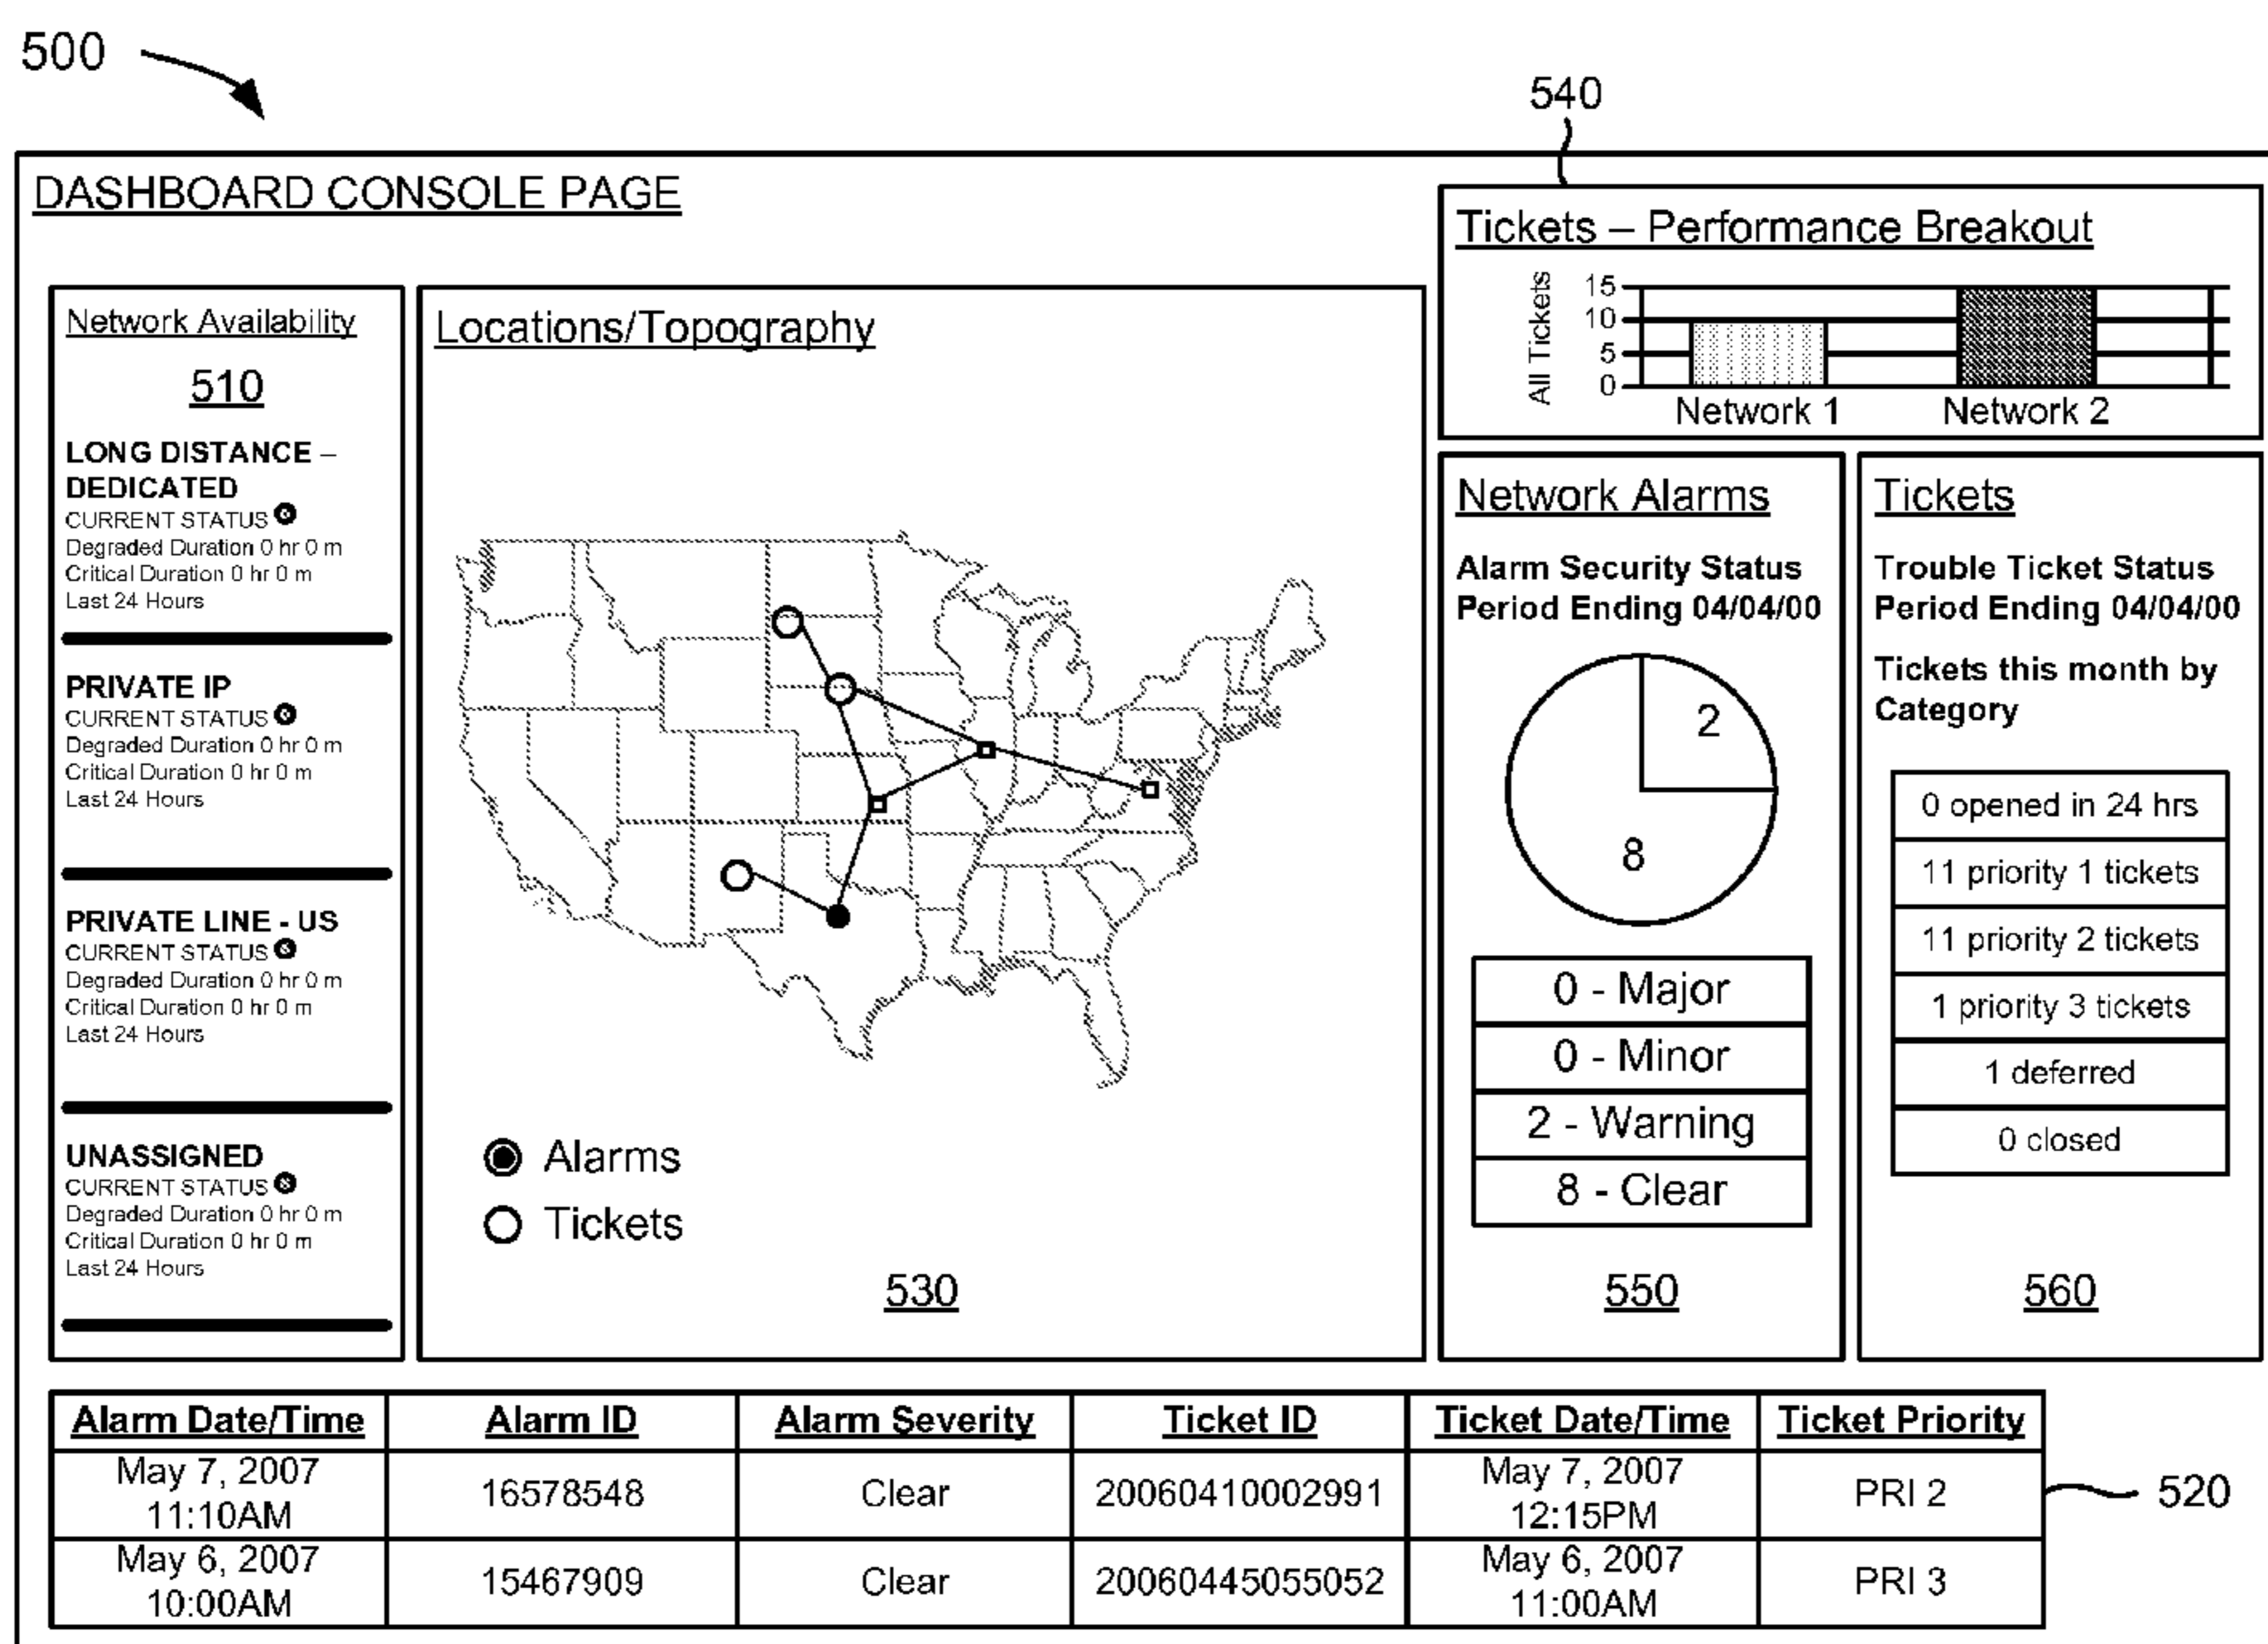 500
540
DASHBOARD CONSOLE PAGE
Network Availability
510
LONG DISTANCE –
DEDICATED
CURRENT STATUS
Degraded Duration 0 hr 0 m
Critical Duration 0 hr 0 m
Last 24 Hours
PRIVATE IP
CURRENT STATUS
Degraded Duration 0 hr 0 m
Critical Duration 0 hr 0 m
Last 24 Hours
PRIVATE LINE - US
CURRENT STATUS
Degraded Duration 0 hr 0 m
Critical Duration 0 hr 0 m
Last 24 Hours
UNASSIGNED
CURRENT STATUS
Degraded Duration 0 hr 0 m
Critical Duration 0 hr 0 m
Last 24 Hours
Locations/Topography
Alarms
Tickets
530
Tickets – Performance Breakout
All Tickets
15
10
5
0
Network 1 Network 2
Network Alarms
Alarm Security Status
Period Ending 04/04/00
2
8
0 - Major
0 - Minor
2 - Warning
8 - Clear
550
Tickets
Trouble Ticket Status
Period Ending 04/04/00
Tickets this month by
Category
0 opened in 24 hrs
11 priority 1 tickets
11 priority 2 tickets
1 priority 3 tickets
1 deferred
0 closed
560
Alarm Date/Time Alarm ID Alarm Severity Ticket ID Ticket Date/Time Ticket Priority
May 7, 2007 11:10AM 16578548 Clear 20060410002991 May 7, 2007 12:15PM PRI 2
May 6, 2007 10:00AM 15467909 Clear 20060445055052 May 6, 2007 11:00AM PRI 3
520